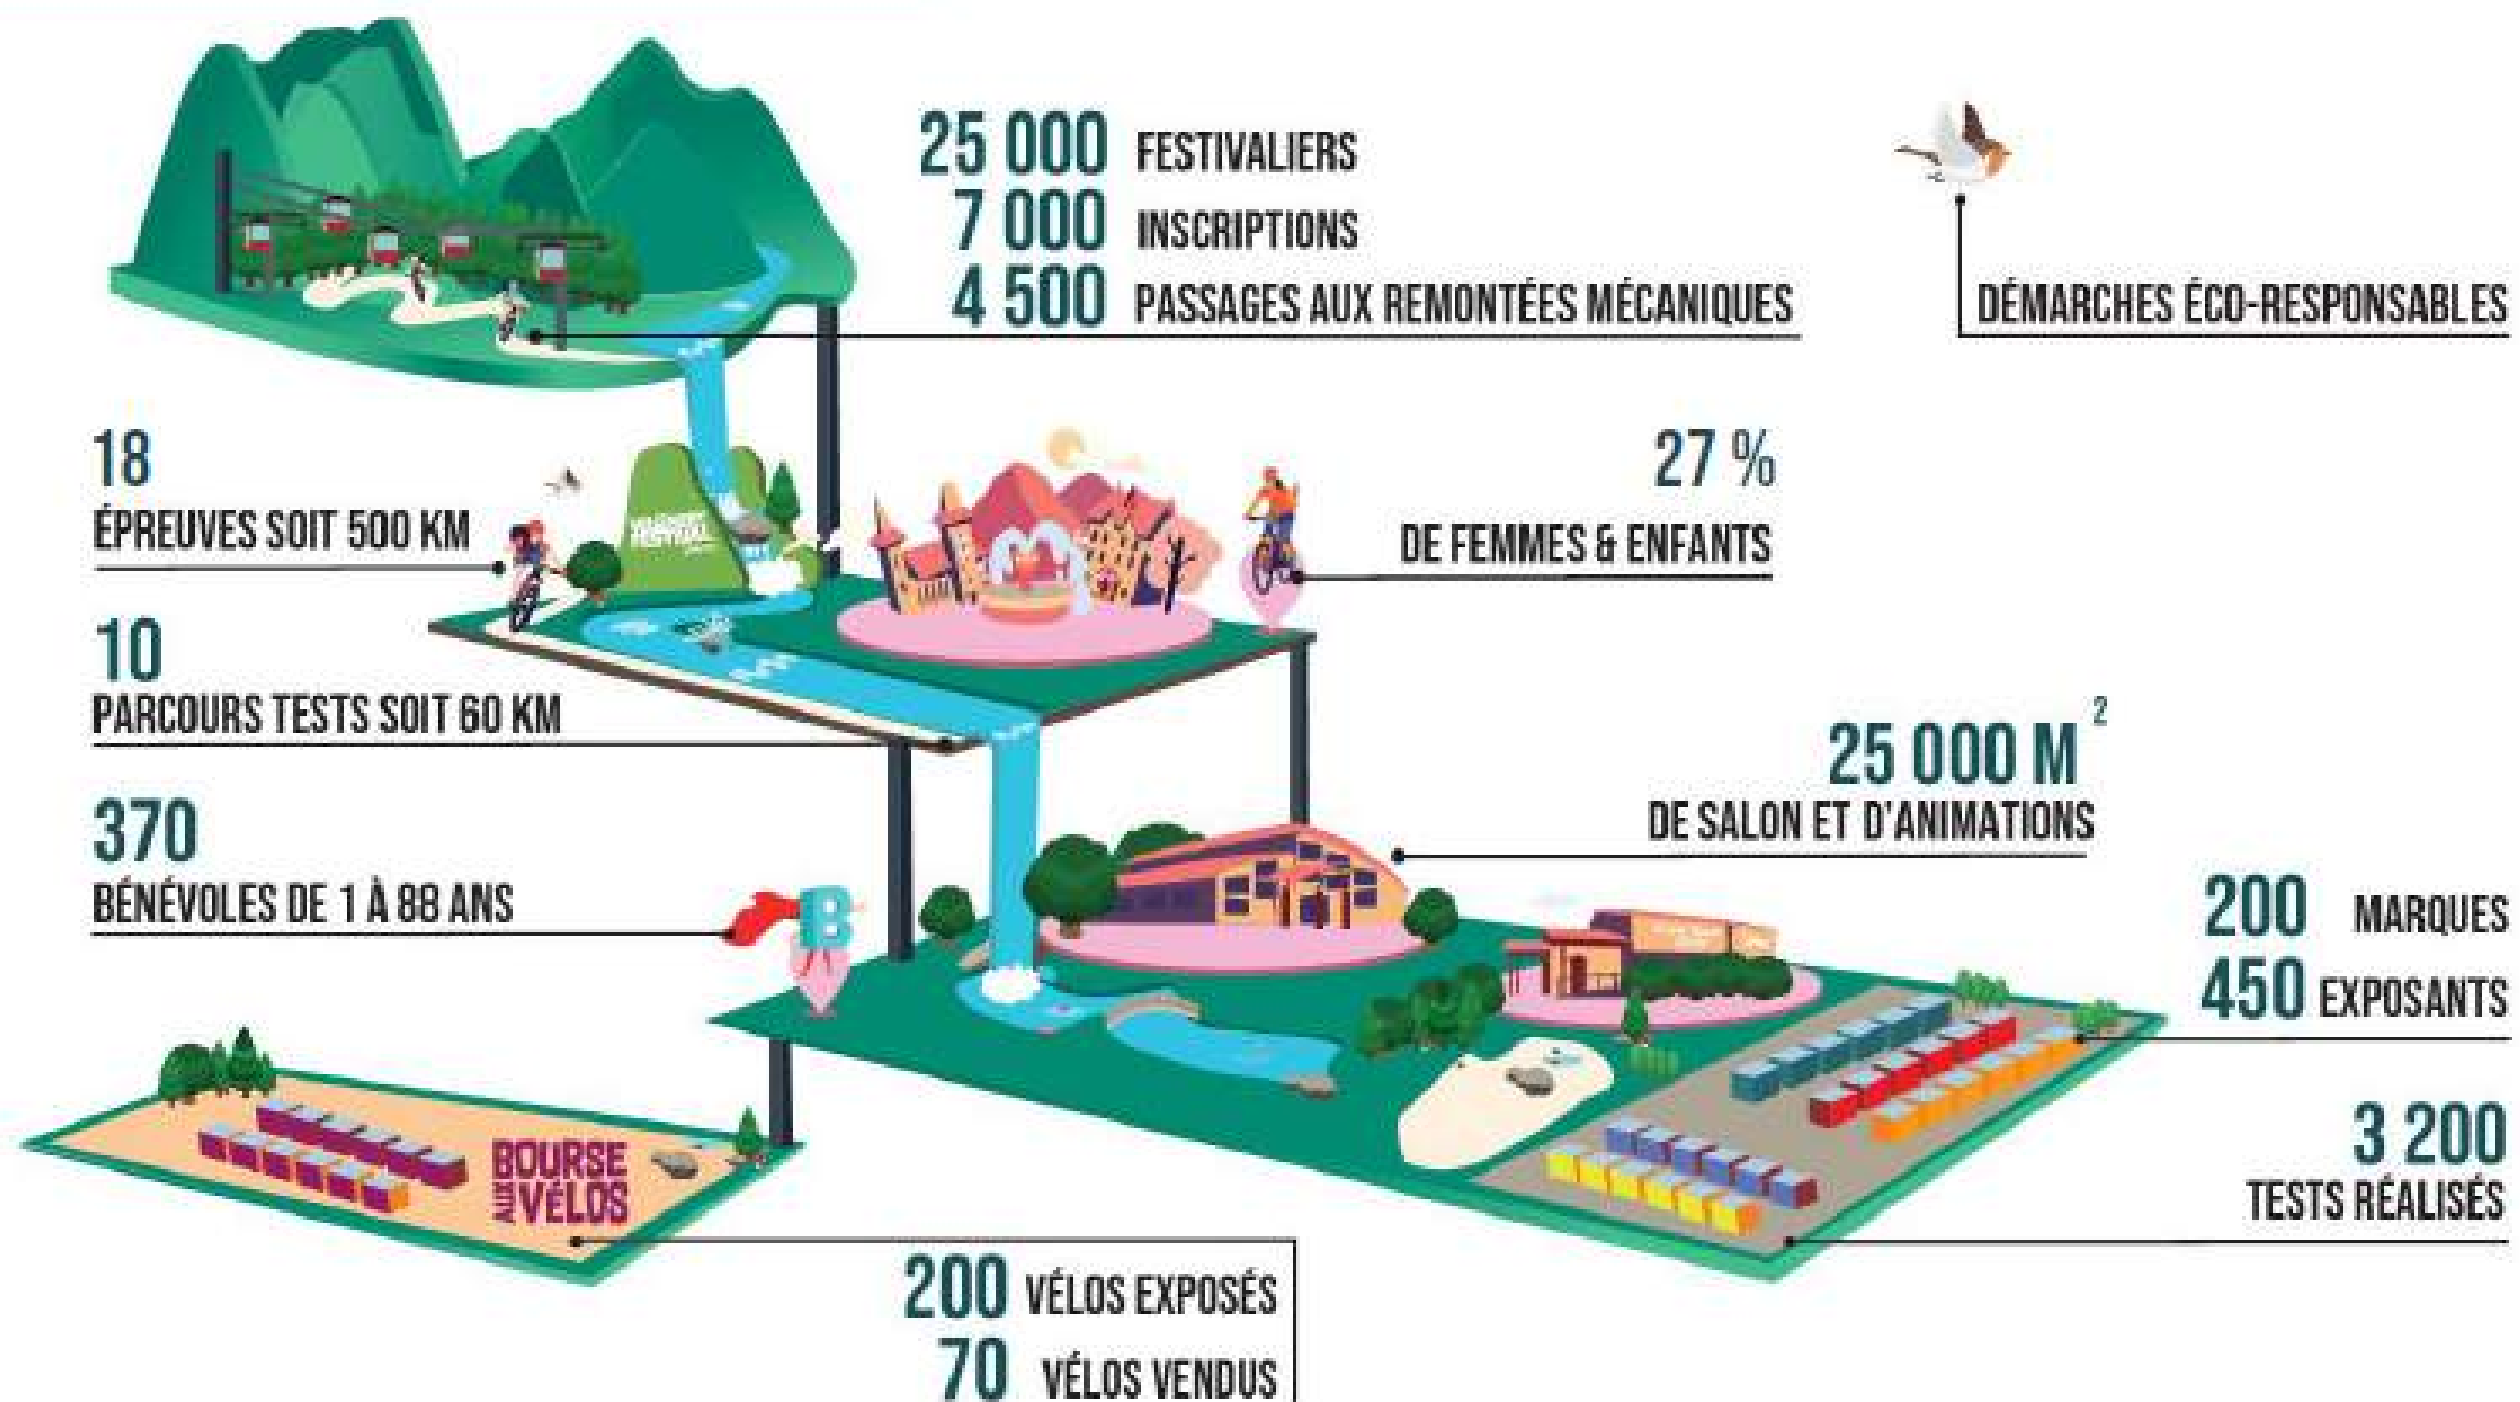 25 000 FESTIVALIERS
7 000 INSCRIPTIONS
4 500 PASSAGES AUX REMONTÉES MÉCANIQUES
DÉMARCHES ÉCO-RESPONSABLES
18
ÉPREUVES SOIT 500 KM
27 %
DE FEMMES & ENFANTS
10
PARCOURS TESTS SOIT 60 KM
25 000 M²
DE SALON ET D'ANIMATIONS
370
BÉNÉVOLES DE 1 À 88 ANS
B
200 MARQUES
450 EXPOSANTS
3 200
TESTS RÉALISÉS
BOURSE
AUX VÉLOS
200 VÉLOS EXPOSÉS
70 VÉLOS VENDUS